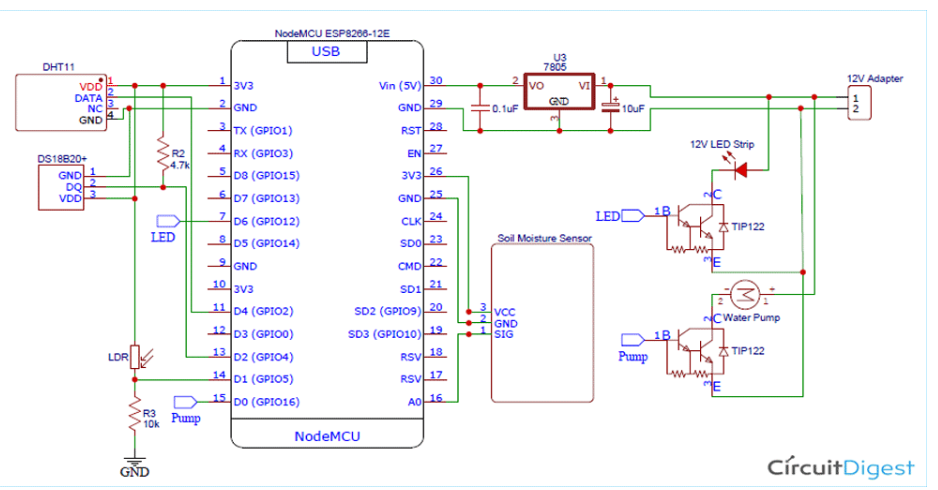 NodeMCU ESP8266-12E
USB
DHT11
VDD 1
DATA 2
NC 3
GND 4
DS18B20+
GND 1
DQ 2
VDD 3
R2
4.7k
LED
LDR
R3
10k
GND
Pump
1 3V3
2 GND
3 TX (GPIO1)
4 RX (GPIO3)
5 D8 (GPIO15)
6 D7 (GPIO13)
7 D6 (GPIO12)
8 D5 (GPIO14)
9 GND
10 3V3
11 D4 (GPIO2)
12 D3 (GPIO0)
13 D2 (GPIO4)
14 D1 (GPIO5)
15 D0 (GPIO16)
Vin (5V) 30
GND 29
RST 28
EN 27
3V3 26
GND 25
CLK 24
SD0 23
CMD 22
SD1 21
SD2 (GPIO9) 20
SD3 (GPIO10) 19
RSV 18
RSV 17
A0 16
NodeMCU
U3
7805
2 VO VI 1
GND
3
0.1uF
+
10uF
12V Adapter
1
2
12V LED Strip
2 C
LED 1 B
TIP122
3 E
Soil Moisture Sensor
3 VCC
2 GND
1 SIG
- +
M
2 1
Water Pump
2 C
Pump 1 B
TIP122
3 E
CircuitDigest